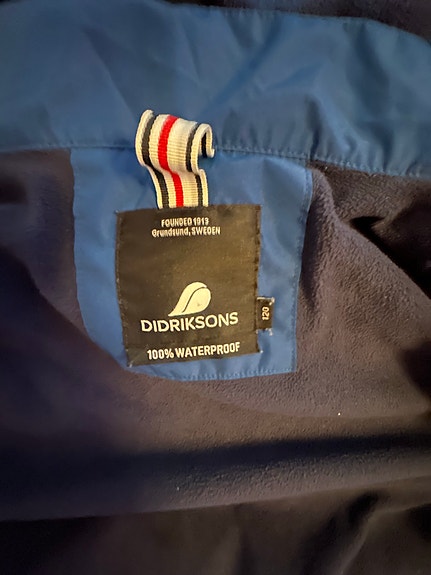 FOUNDED 1913
Grundsund, SWEDEN
DIDRIKSONS
120
100% WATERPROOF